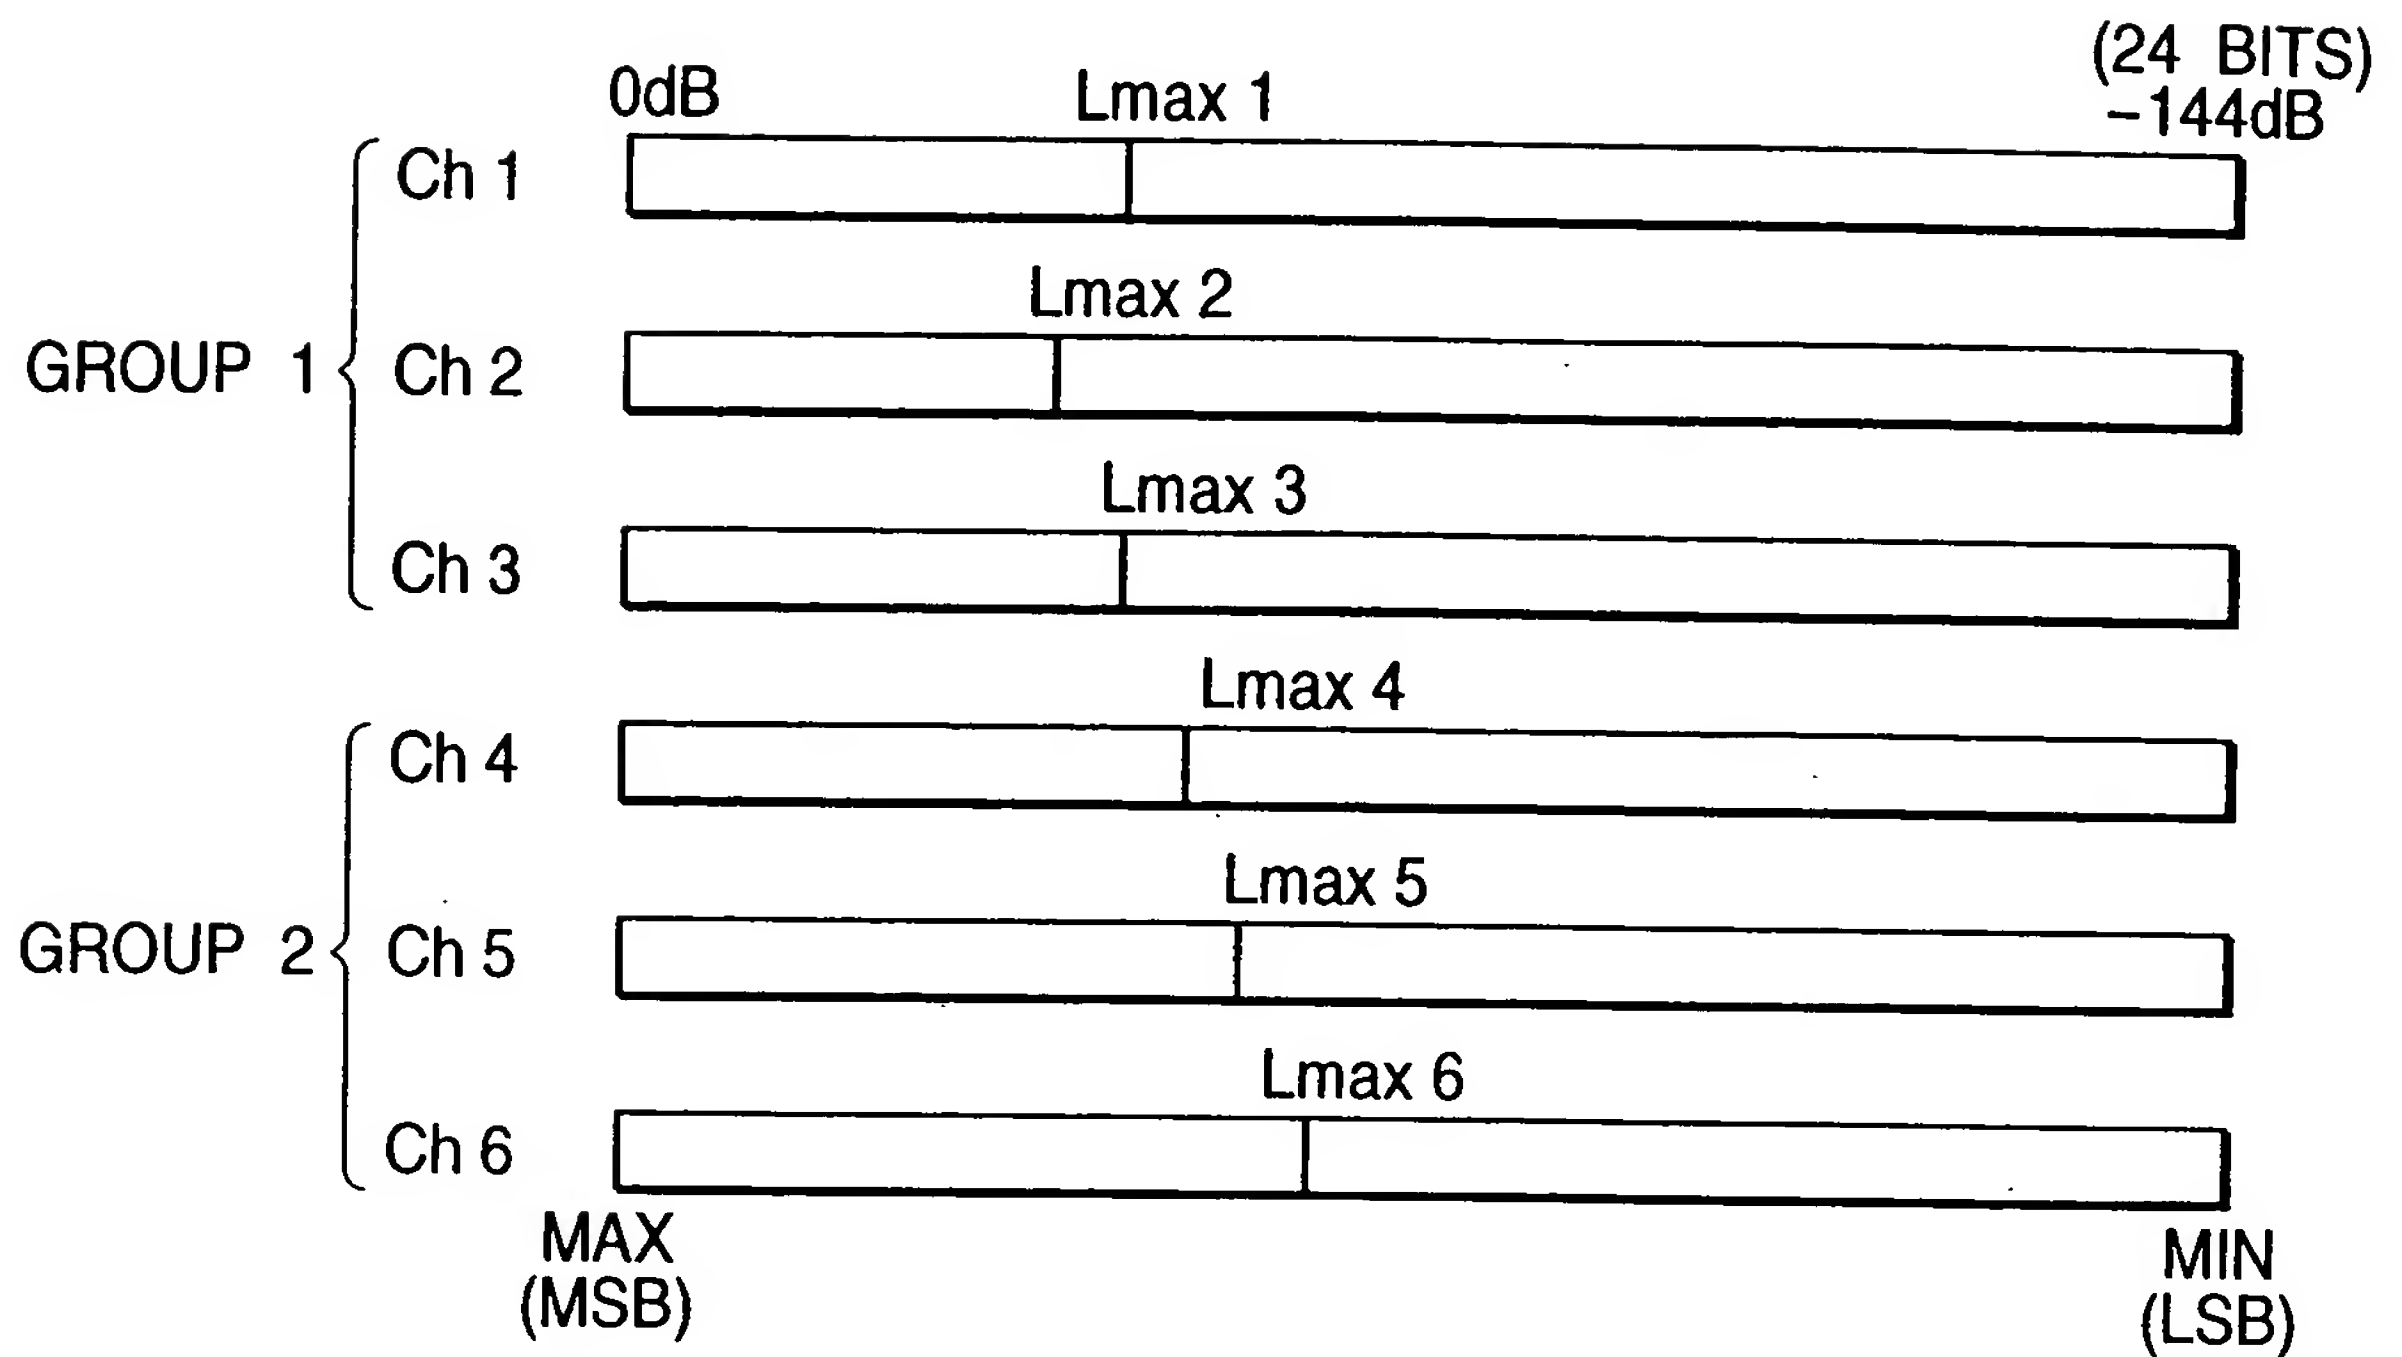 (24 BITS)
0dB
Lmax 1
-144dB
Ch 1
Lmax 2
GROUP 1
Ch 2
Lmax 3
Ch 3
Lmax 4
Ch 4
Lmax 5
GROUP 2
Ch 5
Lmax 6
Ch 6
MAX
(MSB)
MIN
(LSB)